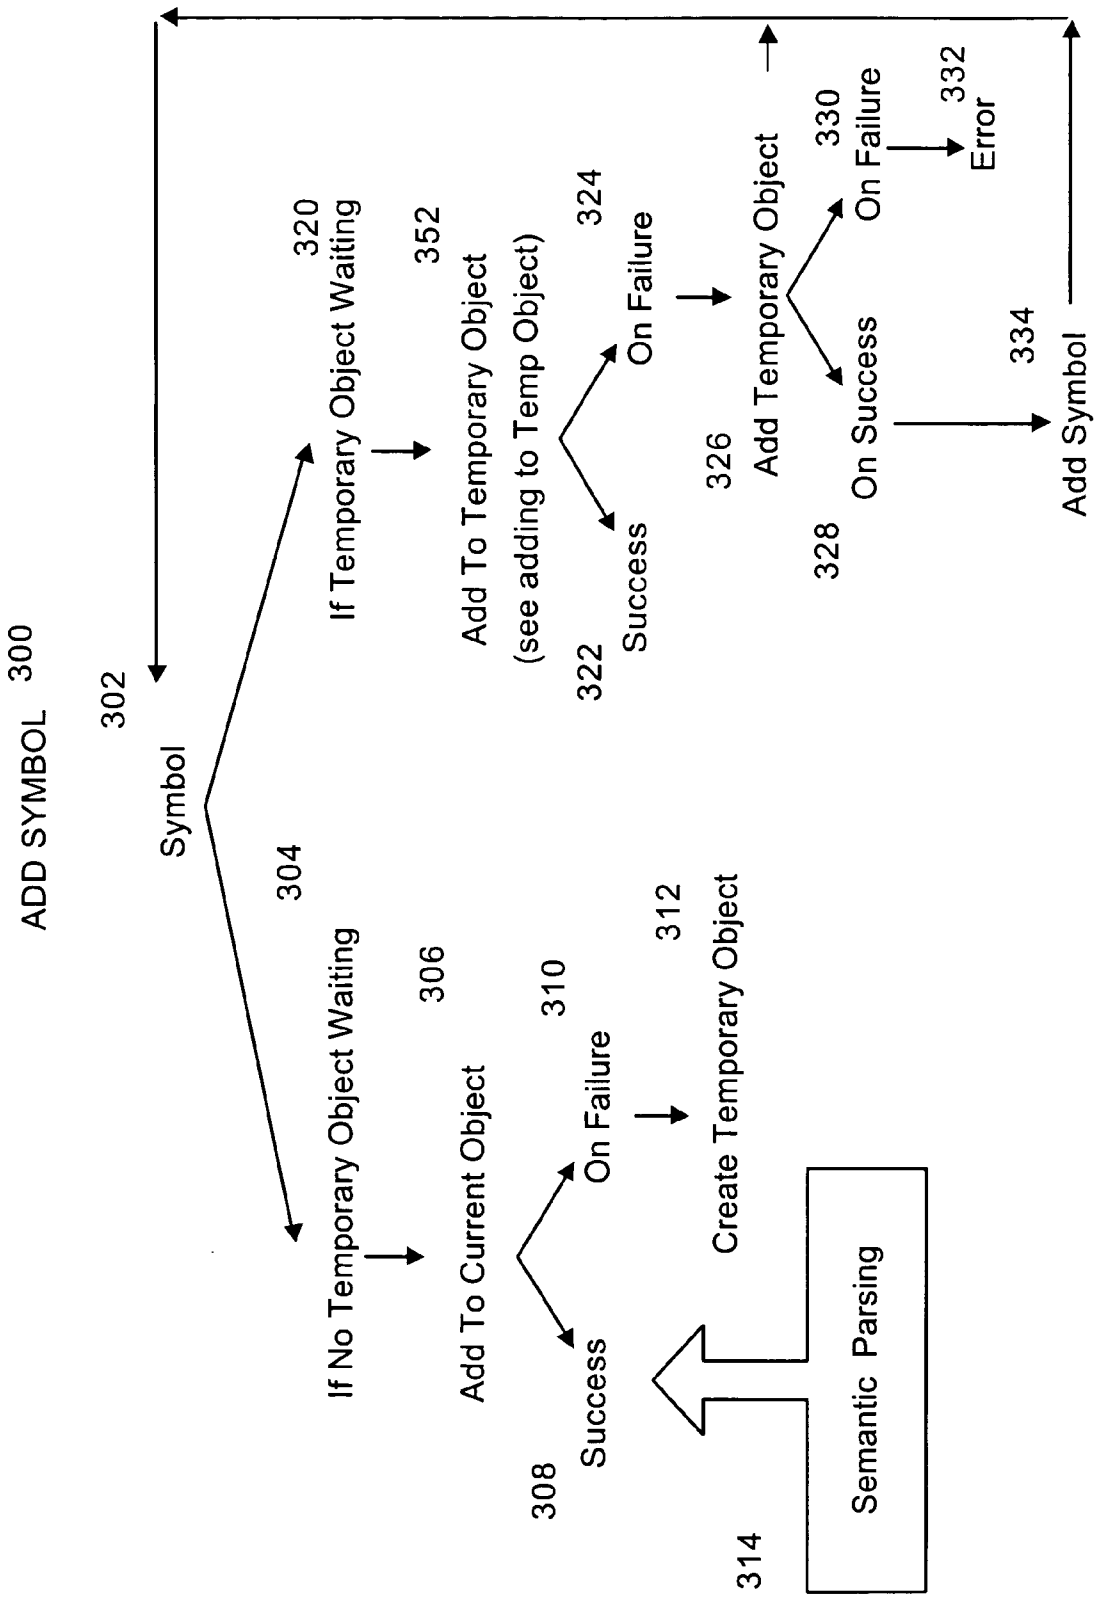 ADD SYMBOL 300
302
Symbol
304
If No Temporary Object Waiting
306
Add To Current Object
308
Success
310
On Failure
312
Create Temporary Object
314
Semantic Parsing
320
If Temporary Object Waiting
352
Add To Temporary Object
(see adding to Temp Object)
322
Success
324
On Failure
326
Add Temporary Object
328
On Success
330
On Failure
332
Error
334
Add Symbol